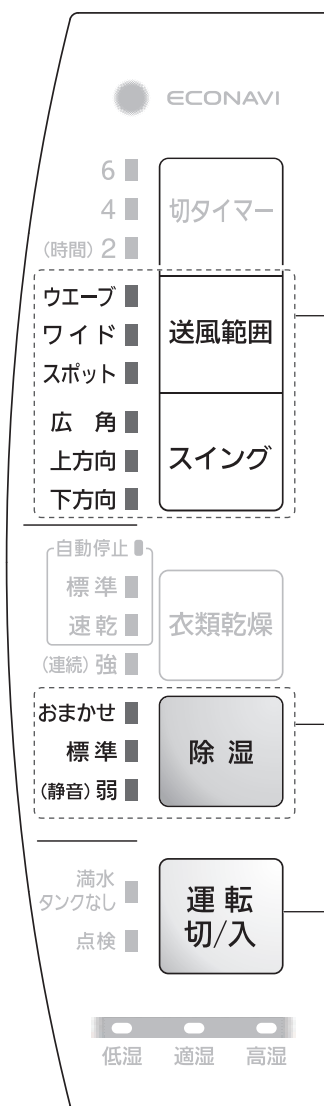 ECONAVI
6
4
(時間) 2
切タイマー
ウエーブ
ワイド
スポット
送風範囲
広 角
上方向
下方向
スイング
自動停止
標準
速乾
(連続) 強
衣類乾燥
おまかせ
標準
(静音) 弱
除 湿
満水
タンクなし
点検
運 転
切/入
低湿 適湿 高湿